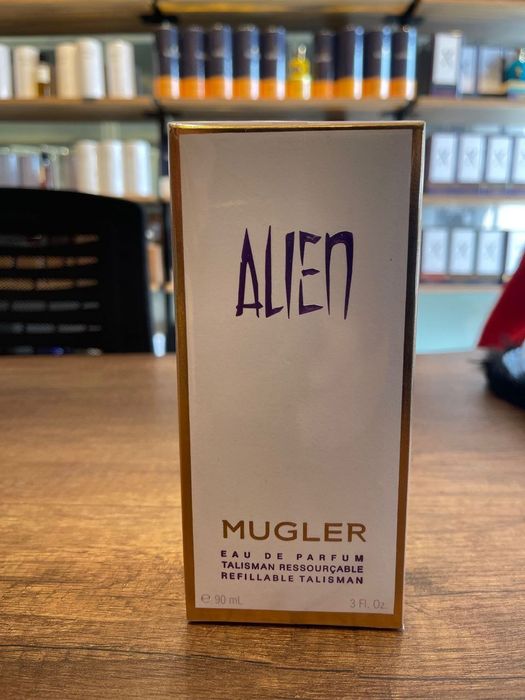 ALIEN
MUGLER
EAU DE PARFUM
TALISMAN RESSOURÇABLE
REFILLABLE TALISMAN
℮ 90 mL 3 Fl. Oz.